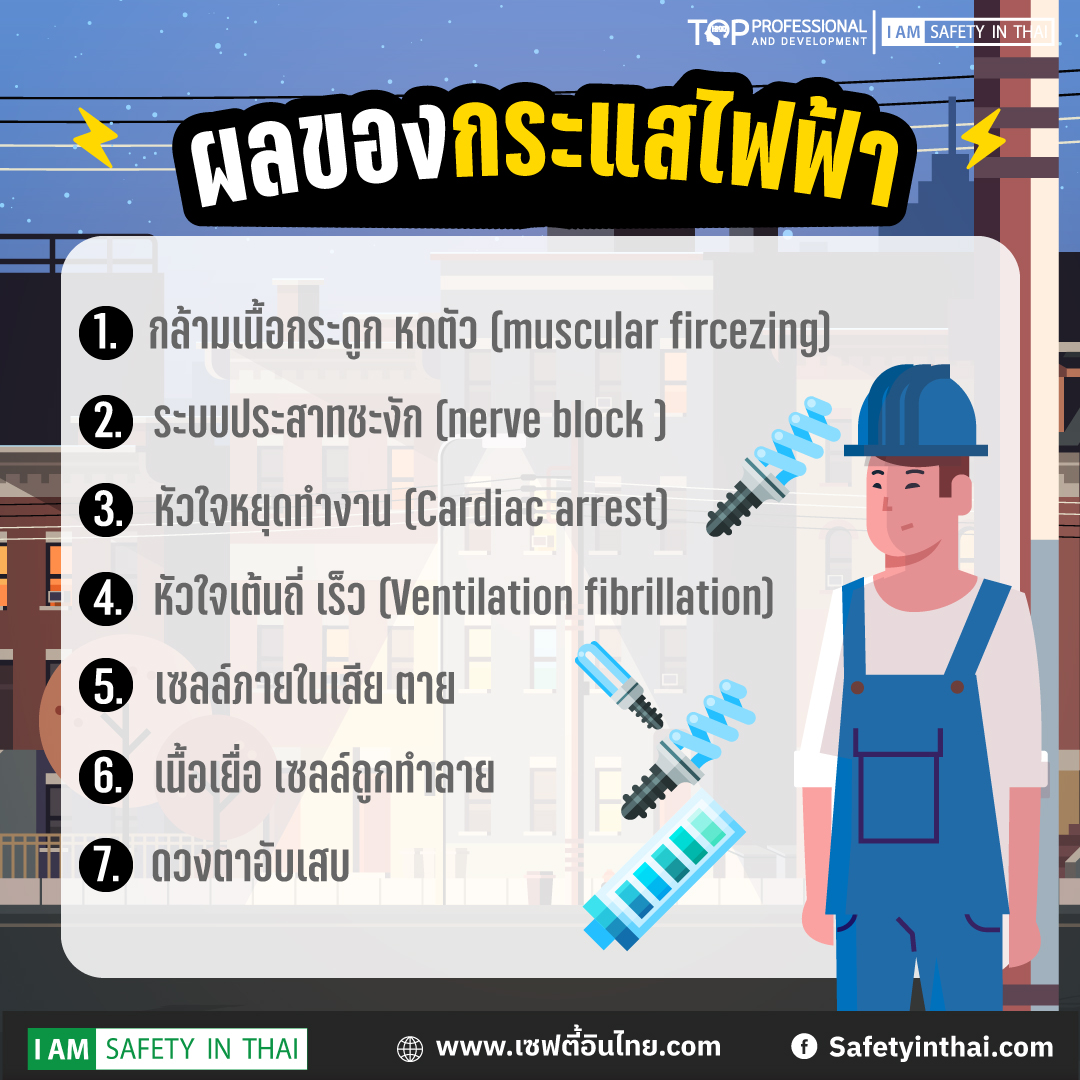 TOP PROFESSIONAL AND DEVELOPMENT
I AM SAFETY IN THAI
ผลของกระแสไฟฟ้า
1. กล้ามเนื้อกระดูก หดตัว (muscular fircezing)
2. ระบบประสาทชะงัก (nerve block )
3. หัวใจหยุดทำงาน (Cardiac arrest)
4. หัวใจเต้นถี่ เร็ว (Ventilation fibrillation)
5. เซลล์ภายในเสีย ตาย
6. เนื้อเยื่อ เซลล์ถูกทำลาย
7. ดวงตาอับเสบ
I AM SAFETY IN THAI
www.เซฟตี้อินไทย.com
Safetyinthai.com